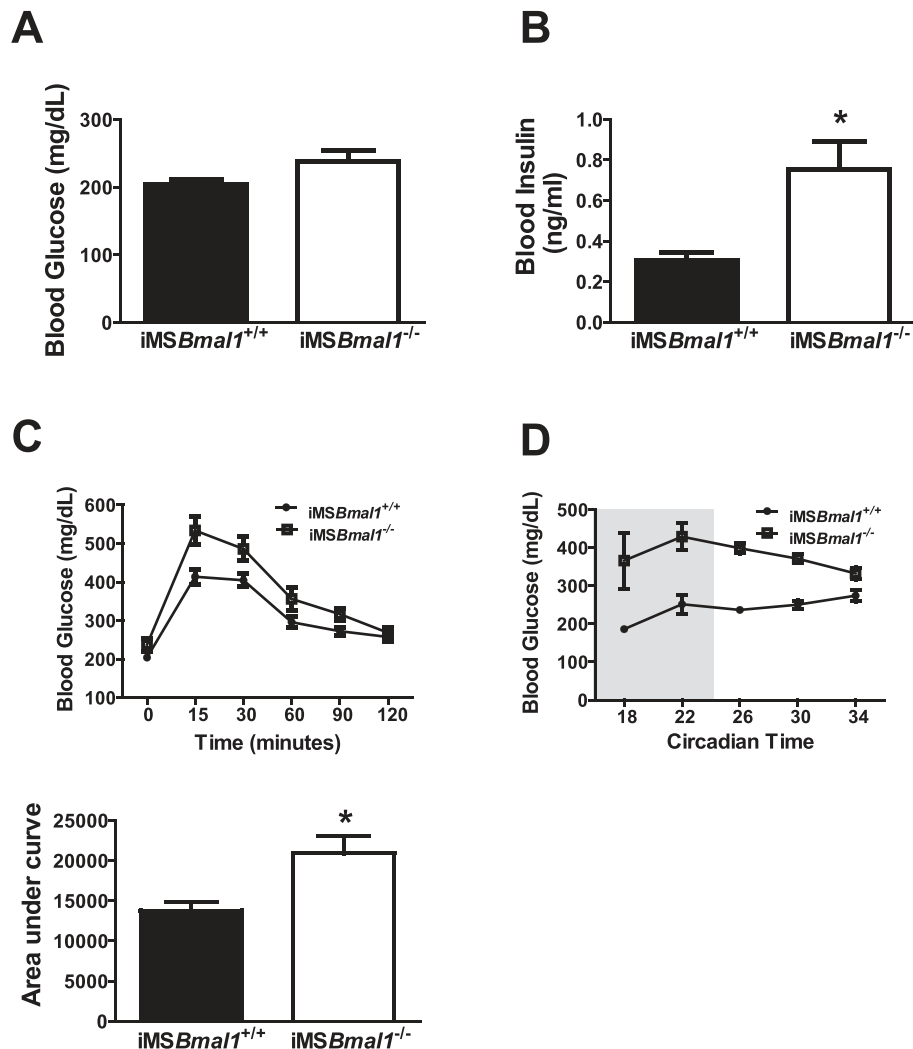 A
Blood Glucose (mg/dL)
300
200
100
0
iMSBmal1+/+
iMSBmal1-/-
B
Blood Insulin
(ng/ml)
1.0
0.8
0.6
0.4
0.2
0.0
*
iMSBmal1+/+
iMSBmal1-/-
C
Blood Glucose (mg/dL)
600
500
400
300
200
100
iMSBmal1+/+
iMSBmal1-/-
0 15 30 60 90 120
Time (minutes)
D
Blood Glucose (mg/dL)
500
400
300
200
100
0
iMSBmal1+/+
iMSBmal1-/-
18 22 26 30 34
Circadian Time
Area under curve
25000
20000
15000
10000
5000
0
*
iMSBmal1+/+
iMSBmal1-/-